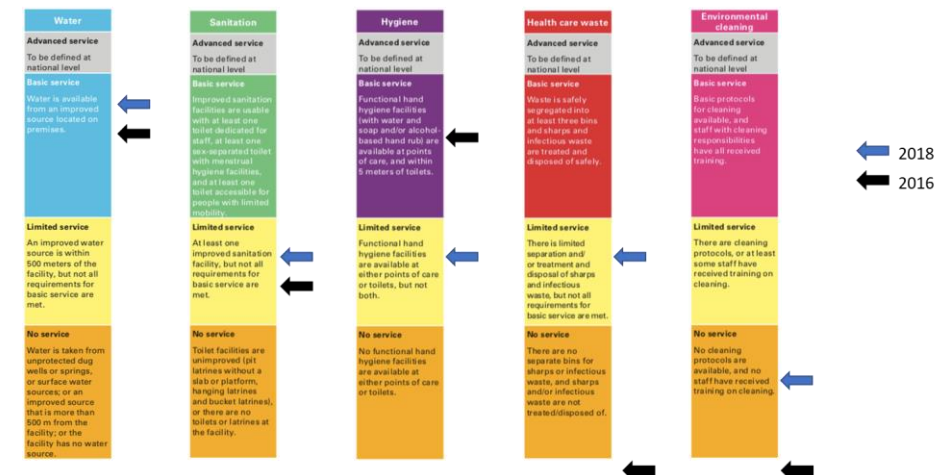 Water
Advanced service
To be defined at
national level
Basic service
Water is available
from an improved
source located on
premises.
Limited service
An improved water
source is within
500 meters of the
facility, but not all
requirements for
basic service are
met.
No service
Water is taken from
unprotected dug
wells or springs,
or surface water
sources; or an
improved source
that is more than
500 m from the
facility; or the
facility has no water
source.
Sanitation
Advanced service
To be defined at
national level
Basic service
Improved sanitation
facilities are usable
with at least one
toilet dedicated for
staff, at least one
sex-separated toilet
with menstrual
hygiene facilities,
and at least one
toilet accessible for
people with limited
mobility.
Limited service
At least one
improved sanitation
facility, but not all
requirements for
basic service are
met.
No service
Toilet facilities are
unimproved (pit
latrines without a
slab or platform,
hanging latrines
and bucket latrines),
or there are no
toilets or latrines at
the facility.
Hygiene
Advanced service
To be defined at
national level
Basic service
Functional hand
hygiene facilities
(with water and
soap and/or alcohol-
based hand rub) are
available at points
of care, and within
5 meters of toilets.
Limited service
Functional hand
hygiene facilities
are available at
either points of care
or toilets, but not
both.
No service
No functional hand
hygiene facilities
are available at
either points of care
or toilets.
Health care waste
Advanced service
To be defined at
national level
Basic service
Waste is safely
segregated into
at least three bins
and sharps and
infectious waste
are treated and
disposed of safely.
Limited service
There is limited
separation and/
or treatment and
disposal of sharps
and infectious
waste, but not all
requirements for
basic service are met.
No service
There are no
separate bins for
sharps or infectious
waste, and sharps
and/or infectious
waste are not
treated/disposed of.
Environmental
cleaning
Advanced service
To be defined at
national level
Basic service
Basic protocols
for cleaning
available, and
staff with cleaning
responsibilities
have all received
training.
Limited service
There are cleaning
protocols, or at least
some staff have
received training on
cleaning.
No service
No cleaning
protocols are
available, and no
staff have received
training on cleaning.
2018
2016